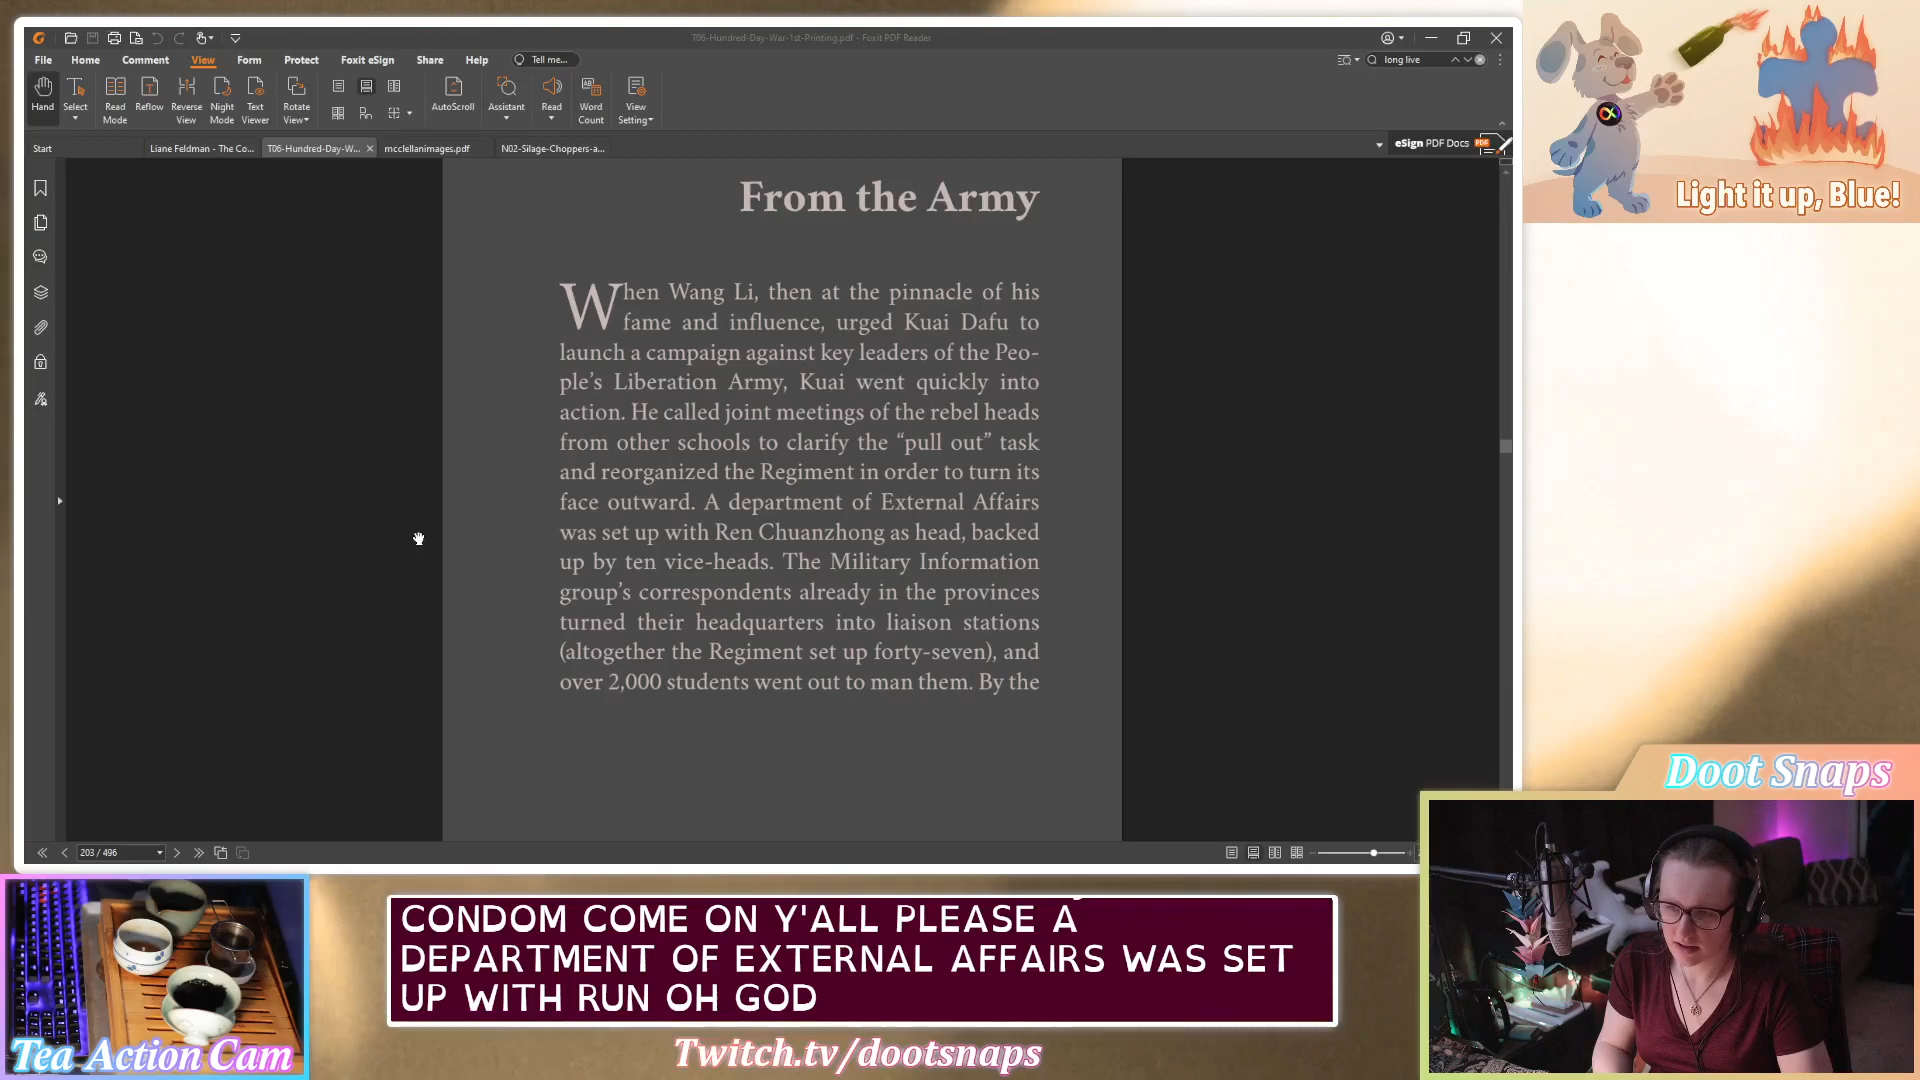 T06-Hundred-Day-War-1st-Printing.pdf - Foxit PDF Reader
File Home Comment View Form Protect Foxit eSign Share Help Tell me...
long live
Hand Select Read Mode Reflow Reverse View Night Mode Text Viewer Rotate View AutoScroll Assistant Read Word Count View Setting
Start Liane Feldman - The Co... T06-Hundred-Day-W... mcclellanimages.pdf N02-Silage-Choppers-a... eSign PDF Docs
From the Army
When Wang Li, then at the pinnacle of his
fame and influence, urged Kuai Dafu to
launch a campaign against key leaders of the Peo-
ple's Liberation Army, Kuai went quickly into
action. He called joint meetings of the rebel heads
from other schools to clarify the “pull out” task
and reorganized the Regiment in order to turn its
face outward. A department of External Affairs
was set up with Ren Chuanzhong as head, backed
up by ten vice-heads. The Military Information
group's correspondents already in the provinces
turned their headquarters into liaison stations
(altogether the Regiment set up forty-seven), and
over 2,000 students went out to man them. By the
203 / 496
Light it up, Blue!
Doot Snaps
CONDOM COME ON Y'ALL PLEASE A
DEPARTMENT OF EXTERNAL AFFAIRS WAS SET
UP WITH RUN OH GOD
Tea Action Cam
Twitch.tv/dootsnaps